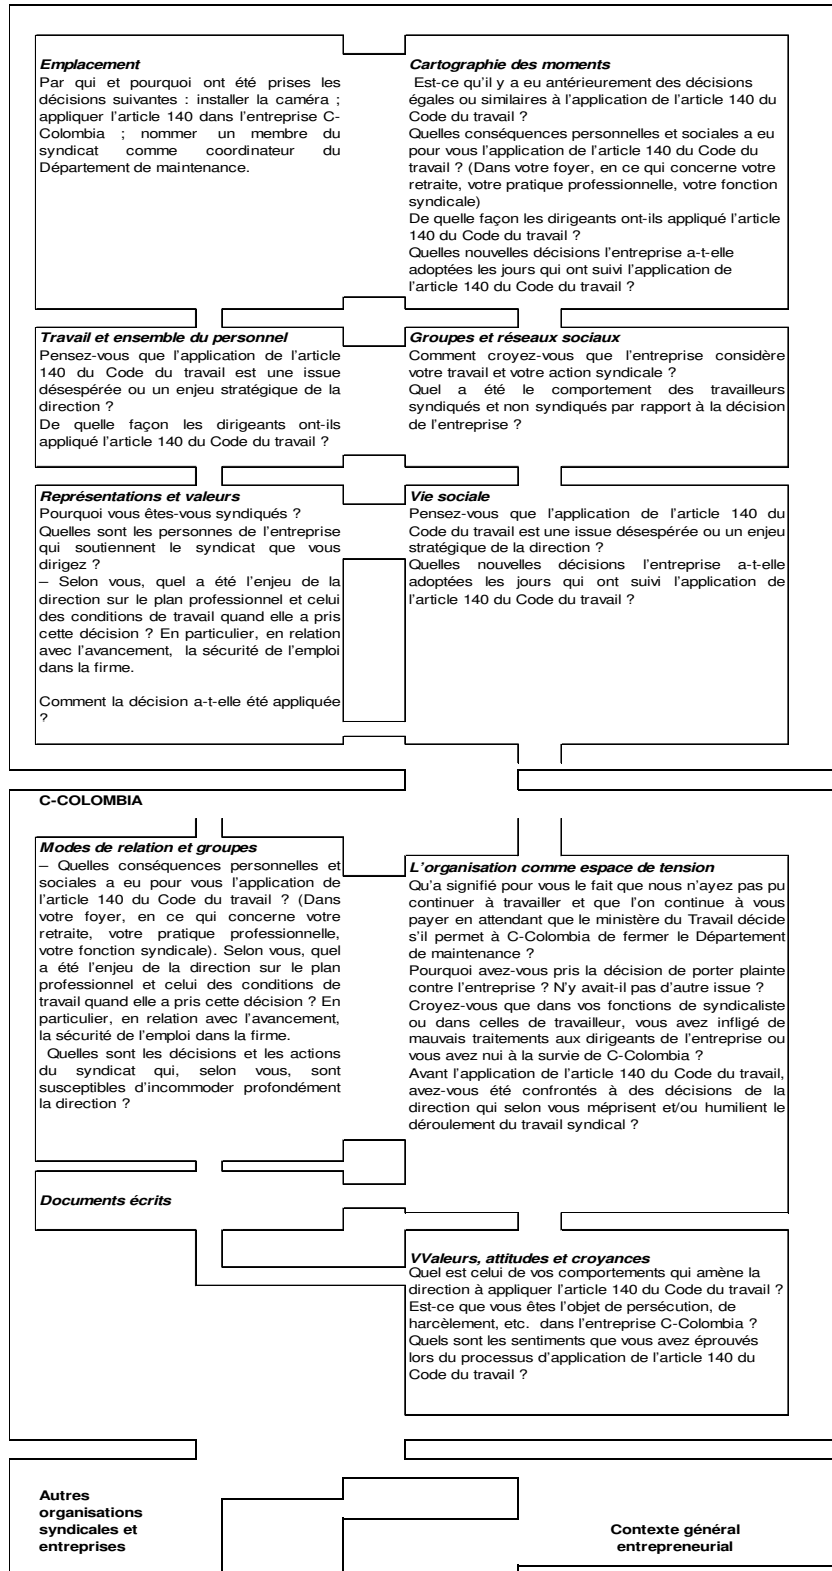 Emplacement
Par qui et pourquoi ont été prises les
décisions suivantes : installer la caméra ;
appliquer l'article 140 dans l'entreprise C-
Colombia ; nommer un membre du
syndicat comme coordinateur du
Département de maintenance.
Cartographie des moments
Est-ce qu'il y a eu antérieurement des décisions
égales ou similaires à l'application de l'article 140 du
Code du travail ?
Quelles conséquences personnelles et sociales a eu
pour vous l'application de l'article 140 du Code du
travail ? (Dans votre foyer, en ce qui concerne votre
retraite, votre pratique professionnelle, votre fonction
syndicale)
De quelle façon les dirigeants ont-ils appliqué l'article
140 du Code du travail ?
Quelles nouvelles décisions l'entreprise a-t-elle
adoptées les jours qui ont suivi l'application de
l'article 140 du Code du travail ?
Travail et ensemble du personnel
Pensez-vous que l'application de l'article
140 du Code du travail est une issue
désespérée ou un enjeu stratégique de la
direction ?
De quelle façon les dirigeants ont-ils
appliqué l'article 140 du Code du travail ?
Groupes et réseaux sociaux
Comment croyez-vous que l'entreprise considère
votre travail et votre action syndicale ?
Quel a été le comportement des travailleurs
syndiqués et non syndiqués par rapport à la décision
de l'entreprise ?
Représentations et valeurs
Pourquoi vous êtes-vous syndiqués ?
Quelles sont les personnes de l'entreprise
qui soutiennent le syndicat que vous
dirigez ?
– Selon vous, quel a été l'enjeu de la
direction sur le plan professionnel et celui
des conditions de travail quand elle a pris
cette décision ? En particulier, en relation
avec l'avancement, la sécurité de l'emploi
dans la firme.
Comment la décision a-t-elle été appliquée
?
Vie sociale
Pensez-vous que l'application de l'article 140 du
Code du travail est une issue désespérée ou un enjeu
stratégique de la direction ?
Quelles nouvelles décisions l'entreprise a-t-elle
adoptées les jours qui ont suivi l'application de
l'article 140 du Code du travail ?
C-COLOMBIA
Modes de relation et groupes
– Quelles conséquences personnelles et
sociales a eu pour vous l'application de
l'article 140 du Code du travail ? (Dans
votre foyer, en ce qui concerne votre
retraite, votre pratique professionnelle,
votre fonction syndicale). Selon vous, quel
a été l'enjeu de la direction sur le plan
professionnel et celui des conditions de
travail quand elle a pris cette décision ? En
particulier, en relation avec l'avancement,
la sécurité de l'emploi dans la firme.
Quelles sont les décisions et les actions
du syndicat qui, selon vous, sont
susceptibles d'incommoder profondément
la direction ?
L'organisation comme espace de tension
Qu'a signifié pour vous le fait que nous n'ayez pas pu
continuer à travailler et que l'on continue à vous
payer en attendant que le ministère du Travail décide
s'il permet à C-Colombia de fermer le Département
de maintenance ?
Pourquoi avez-vous pris la décision de porter plainte
contre l'entreprise ? N'y avait-il pas d'autre issue ?
Croyez-vous que dans vos fonctions de syndicaliste
ou dans celles de travailleur, vous avez infligé de
mauvais traitements aux dirigeants de l'entreprise ou
vous avez nui à la survie de C-Colombia ?
Avant l'application de l'article 140 du Code du travail,
avez-vous été confrontés à des décisions de la
direction qui selon vous méprisent et/ou humilient le
déroulement du travail syndical ?
Documents écrits
VValeurs, attitudes et croyances
Quel est celui de vos comportements qui amène la
direction à appliquer l'article 140 du Code du travail ?
Est-ce que vous êtes l'objet de persécution, de
harcèlement, etc. dans l'entreprise C-Colombia ?
Quels sont les sentiments que vous avez éprouvés
lors du processus d'application de l'article 140 du
Code du travail ?
Autres
organisations
syndicales et
entreprises
Contexte général
entrepreneurial